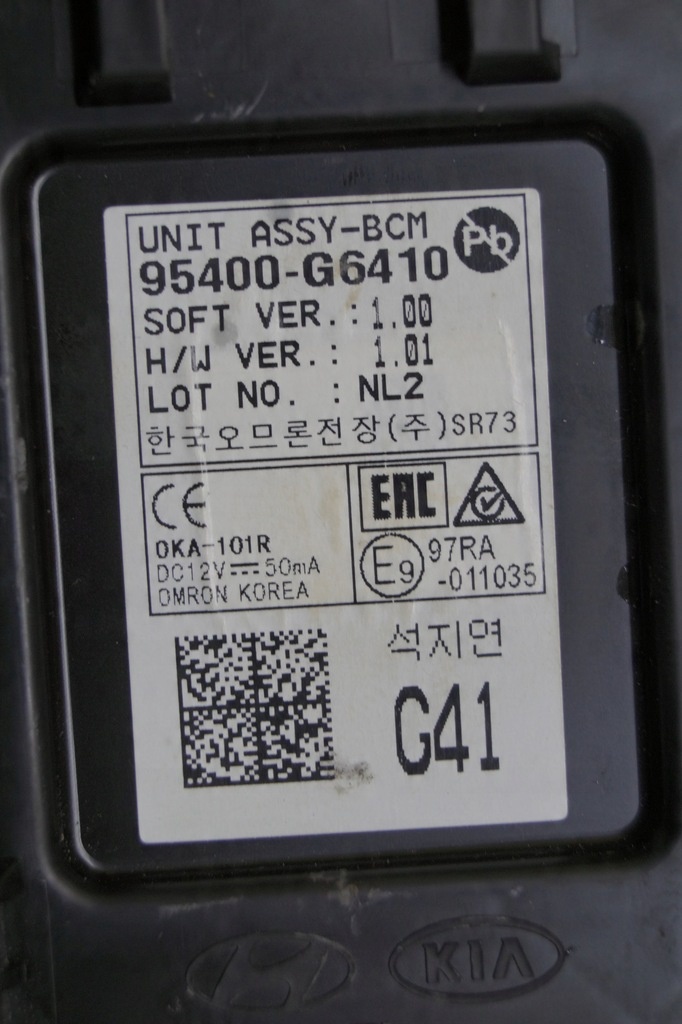 UNIT ASSY-BCM
Pb
95400-G6410
SOFT VER.: 1.00
H/W VER.: 1.01
LOT NO. : NL2
한국오므론전장(주)SR73
CE
EAC
OKA-101R
DC12V⎓50mA
OMRON KOREA
E9
97RA
-011035
석지연
G41
KIA